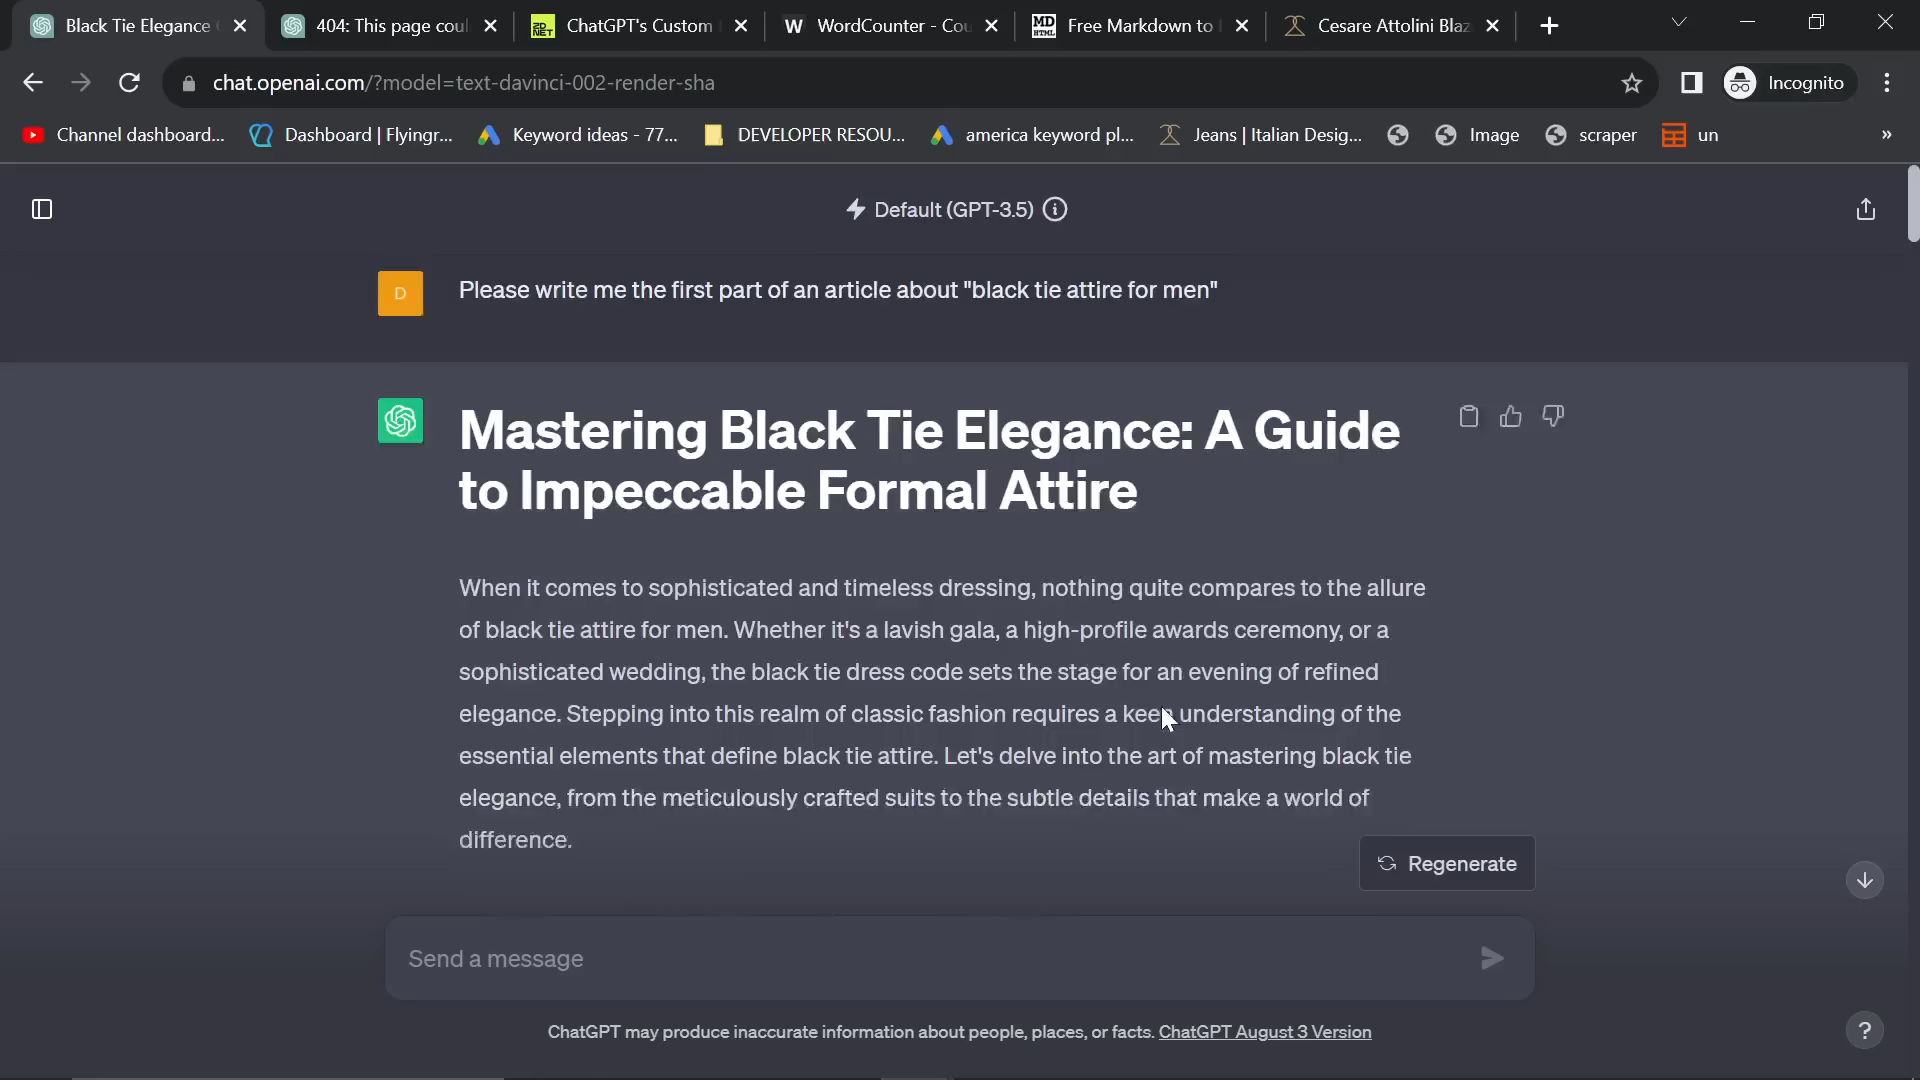 Black Tie Elegance
404: This page coul
ChatGPT's Custom
W WordCounter - Cou
MD HTML Free Markdown to
Cesare Attolini Blaz
chat.openai.com/?model=text-davinci-002-render-sha
Incognito
Channel dashboard...
Dashboard | Flyingr...
Keyword ideas - 77...
DEVELOPER RESOU...
america keyword pl...
Jeans | Italian Desig...
Image
scraper
un
»
Default (GPT-3.5)
D
Please write me the first part of an article about "black tie attire for men"
Mastering Black Tie Elegance: A Guide
to Impeccable Formal Attire
When it comes to sophisticated and timeless dressing, nothing quite compares to the allure
of black tie attire for men. Whether it's a lavish gala, a high-profile awards ceremony, or a
sophisticated wedding, the black tie dress code sets the stage for an evening of refined
elegance. Stepping into this realm of classic fashion requires a keen understanding of the
essential elements that define black tie attire. Let's delve into the art of mastering black tie
elegance, from the meticulously crafted suits to the subtle details that make a world of
difference.
Regenerate
Send a message
ChatGPT may produce inaccurate information about people, places, or facts. ChatGPT August 3 Version
?